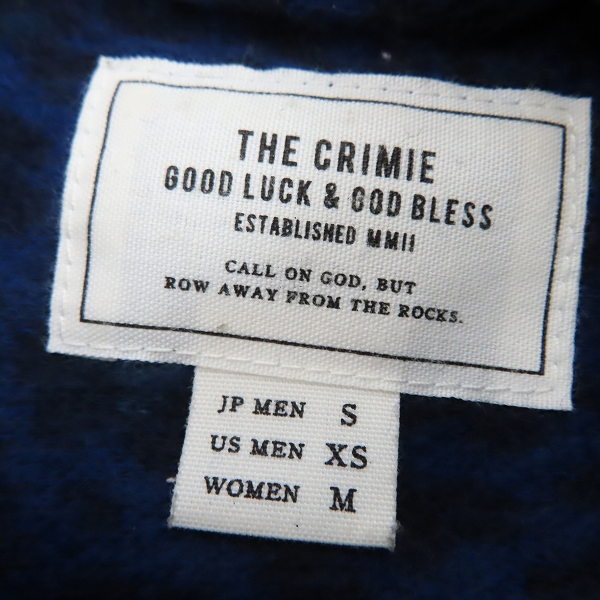 THE CRIMIE
GOOD LUCK & GOD BLESS
ESTABLISHED MMII
CALL ON GOD, BUT
ROW AWAY FROM THE ROCKS.
JP MEN S
US MEN XS
WOMEN M